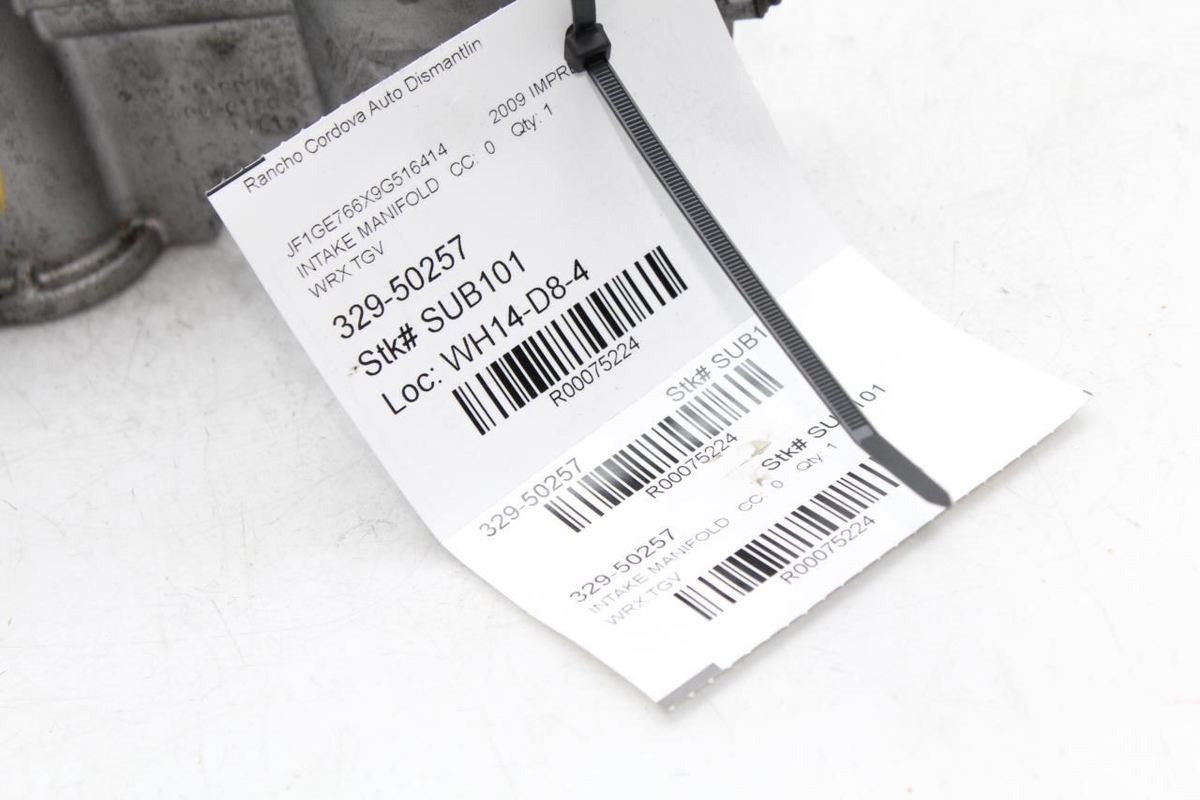 Rancho Cordova Auto Dismantlin
JF1GE766X9G516414 2009 IMPR
INTAKE MANIFOLD CC: 0 Qty: 1
WRX TGV
329-50257
Stk# SUB101
Loc: WH14-D8-4
R00075224
329-50257 Stk# SUB1
R00075224
329-50257 Stk# SU 101
INTAKE MANIFOLD CC: 0 Qty: 1
WRX TGV
R00075224